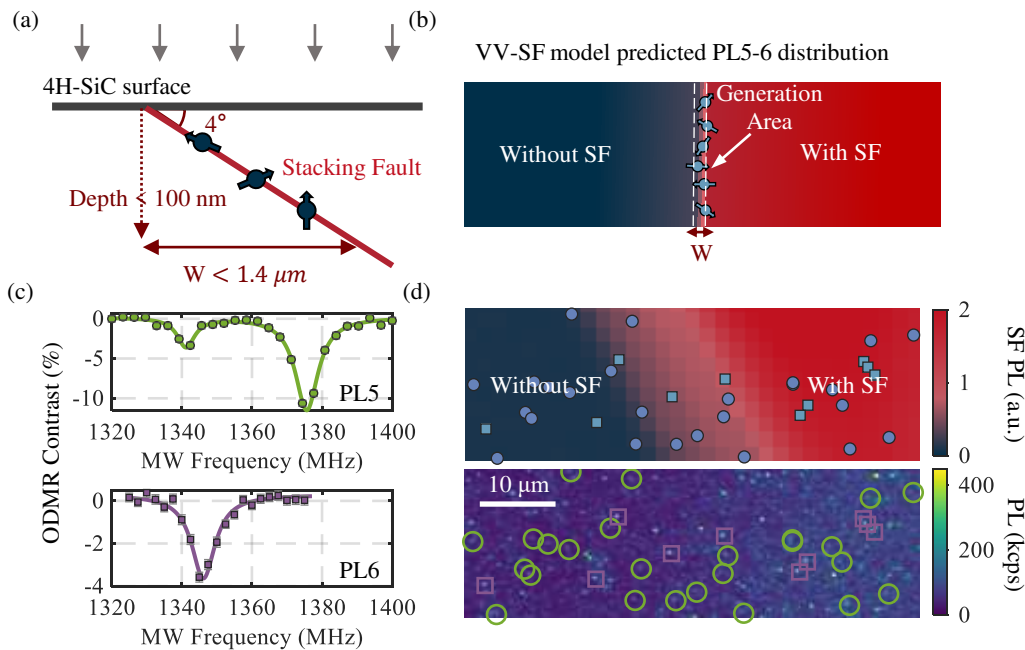 (a)
4H-SiC surface
4°
Stacking Fault
Depth < 100 nm
W < 1.4 μm
(b)
VV-SF model predicted PL5-6 distribution
Generation
Area
Without SF
With SF
W
(c)
ODMR Contrast (%)
0
-5
-10
PL5
1320 1340 1360 1380 1400
MW Frequency (MHz)
0
-2
-4
PL6
1320 1340 1360 1380 1400
MW Frequency (MHz)
(d)
Without SF
With SF
2
1
0
SF PL (a.u.)
10 μm
400
200
0
PL (kcps)